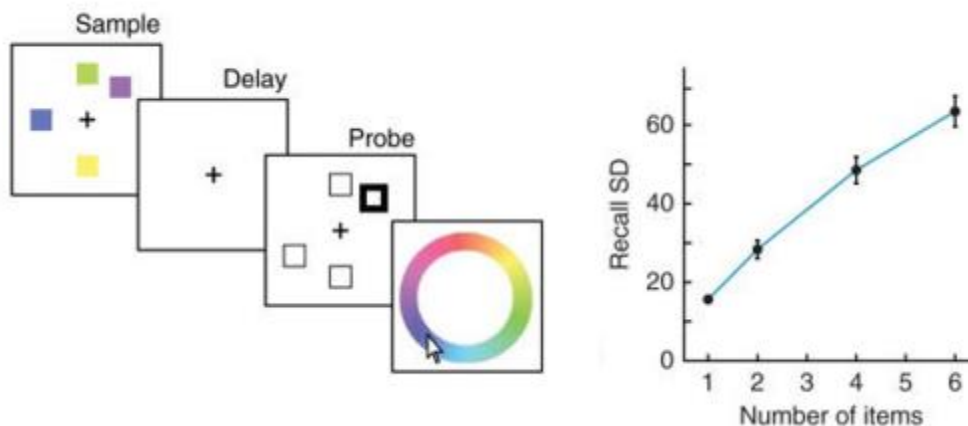 Sample
Delay
Probe
Recall SD
60
40
20
0
1 2 3 4 5 6
Number of items